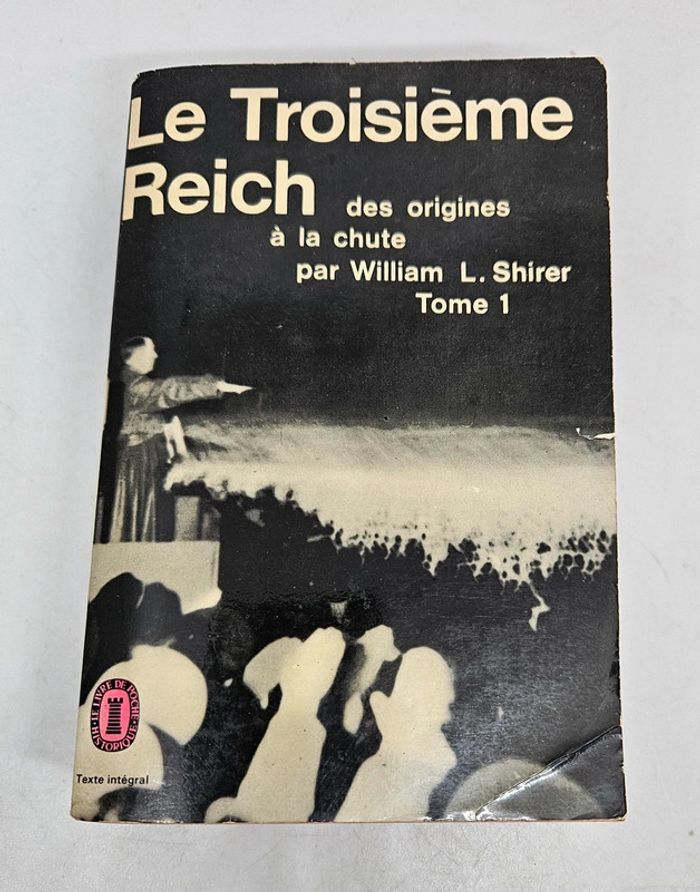 Le Troisième
Reich
des origines
à la chute
par William L. Shirer
Tome 1
LE LIVRE DE POCHE
HISTORIQUE
Texte intégral